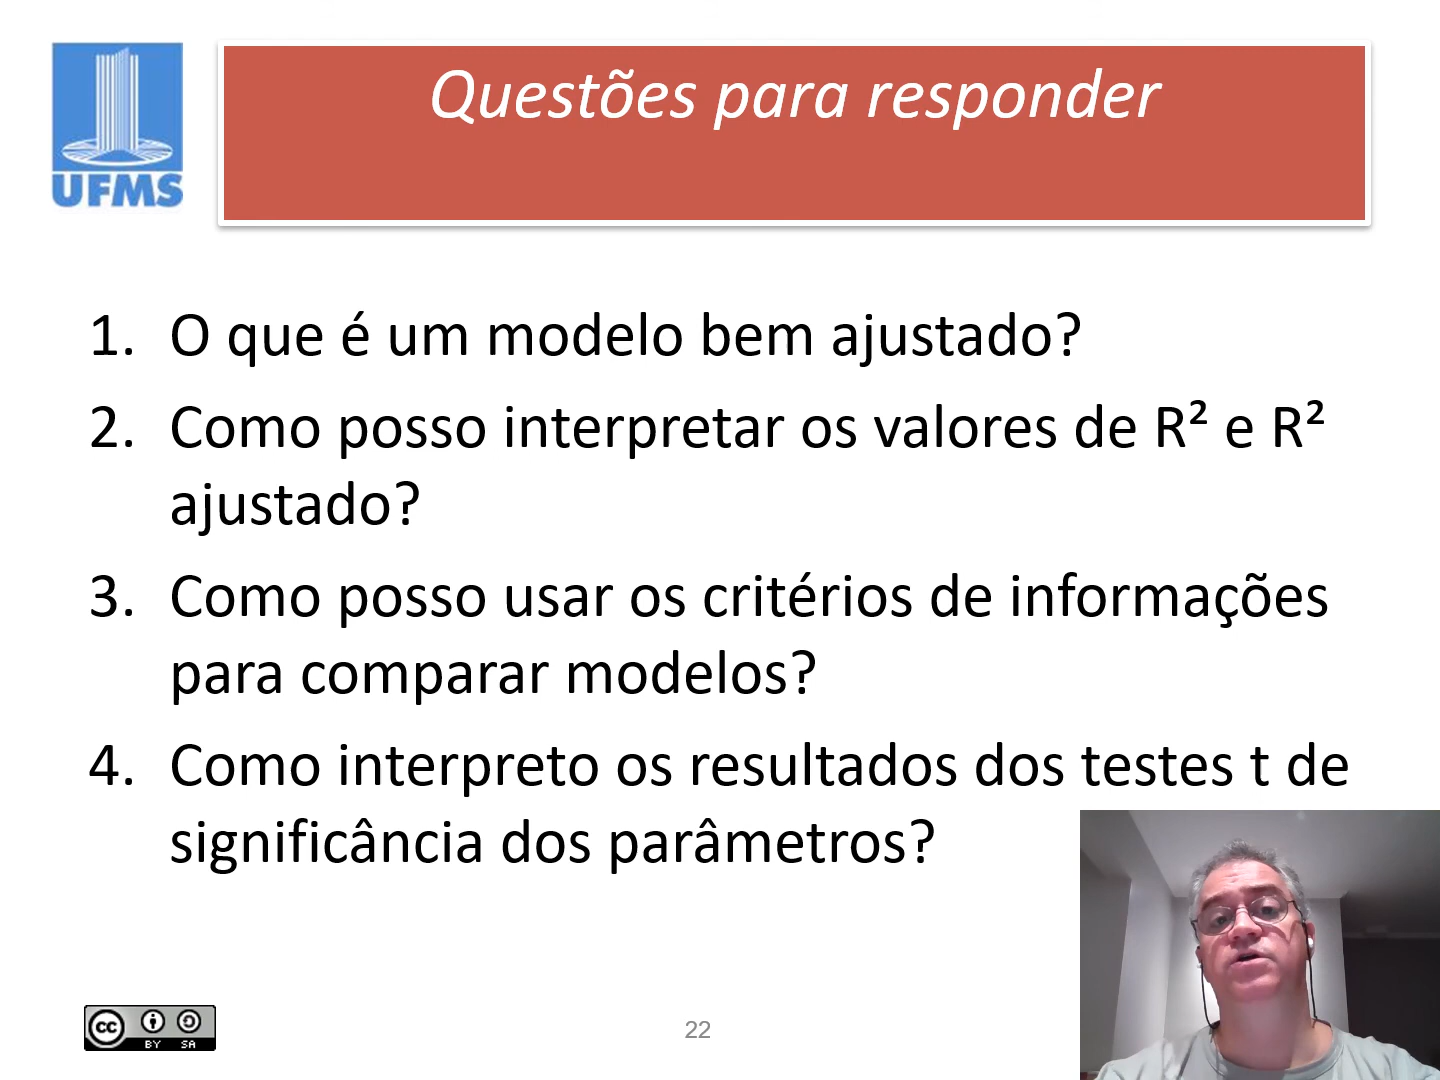 UFMS
Questões para responder
1. O que é um modelo bem ajustado?
2. Como posso interpretar os valores de R² e R²
ajustado?
3. Como posso usar os critérios de informações
para comparar modelos?
4. Como interpreto os resultados dos testes t de
significância dos parâmetros?
cc
BY SA
22